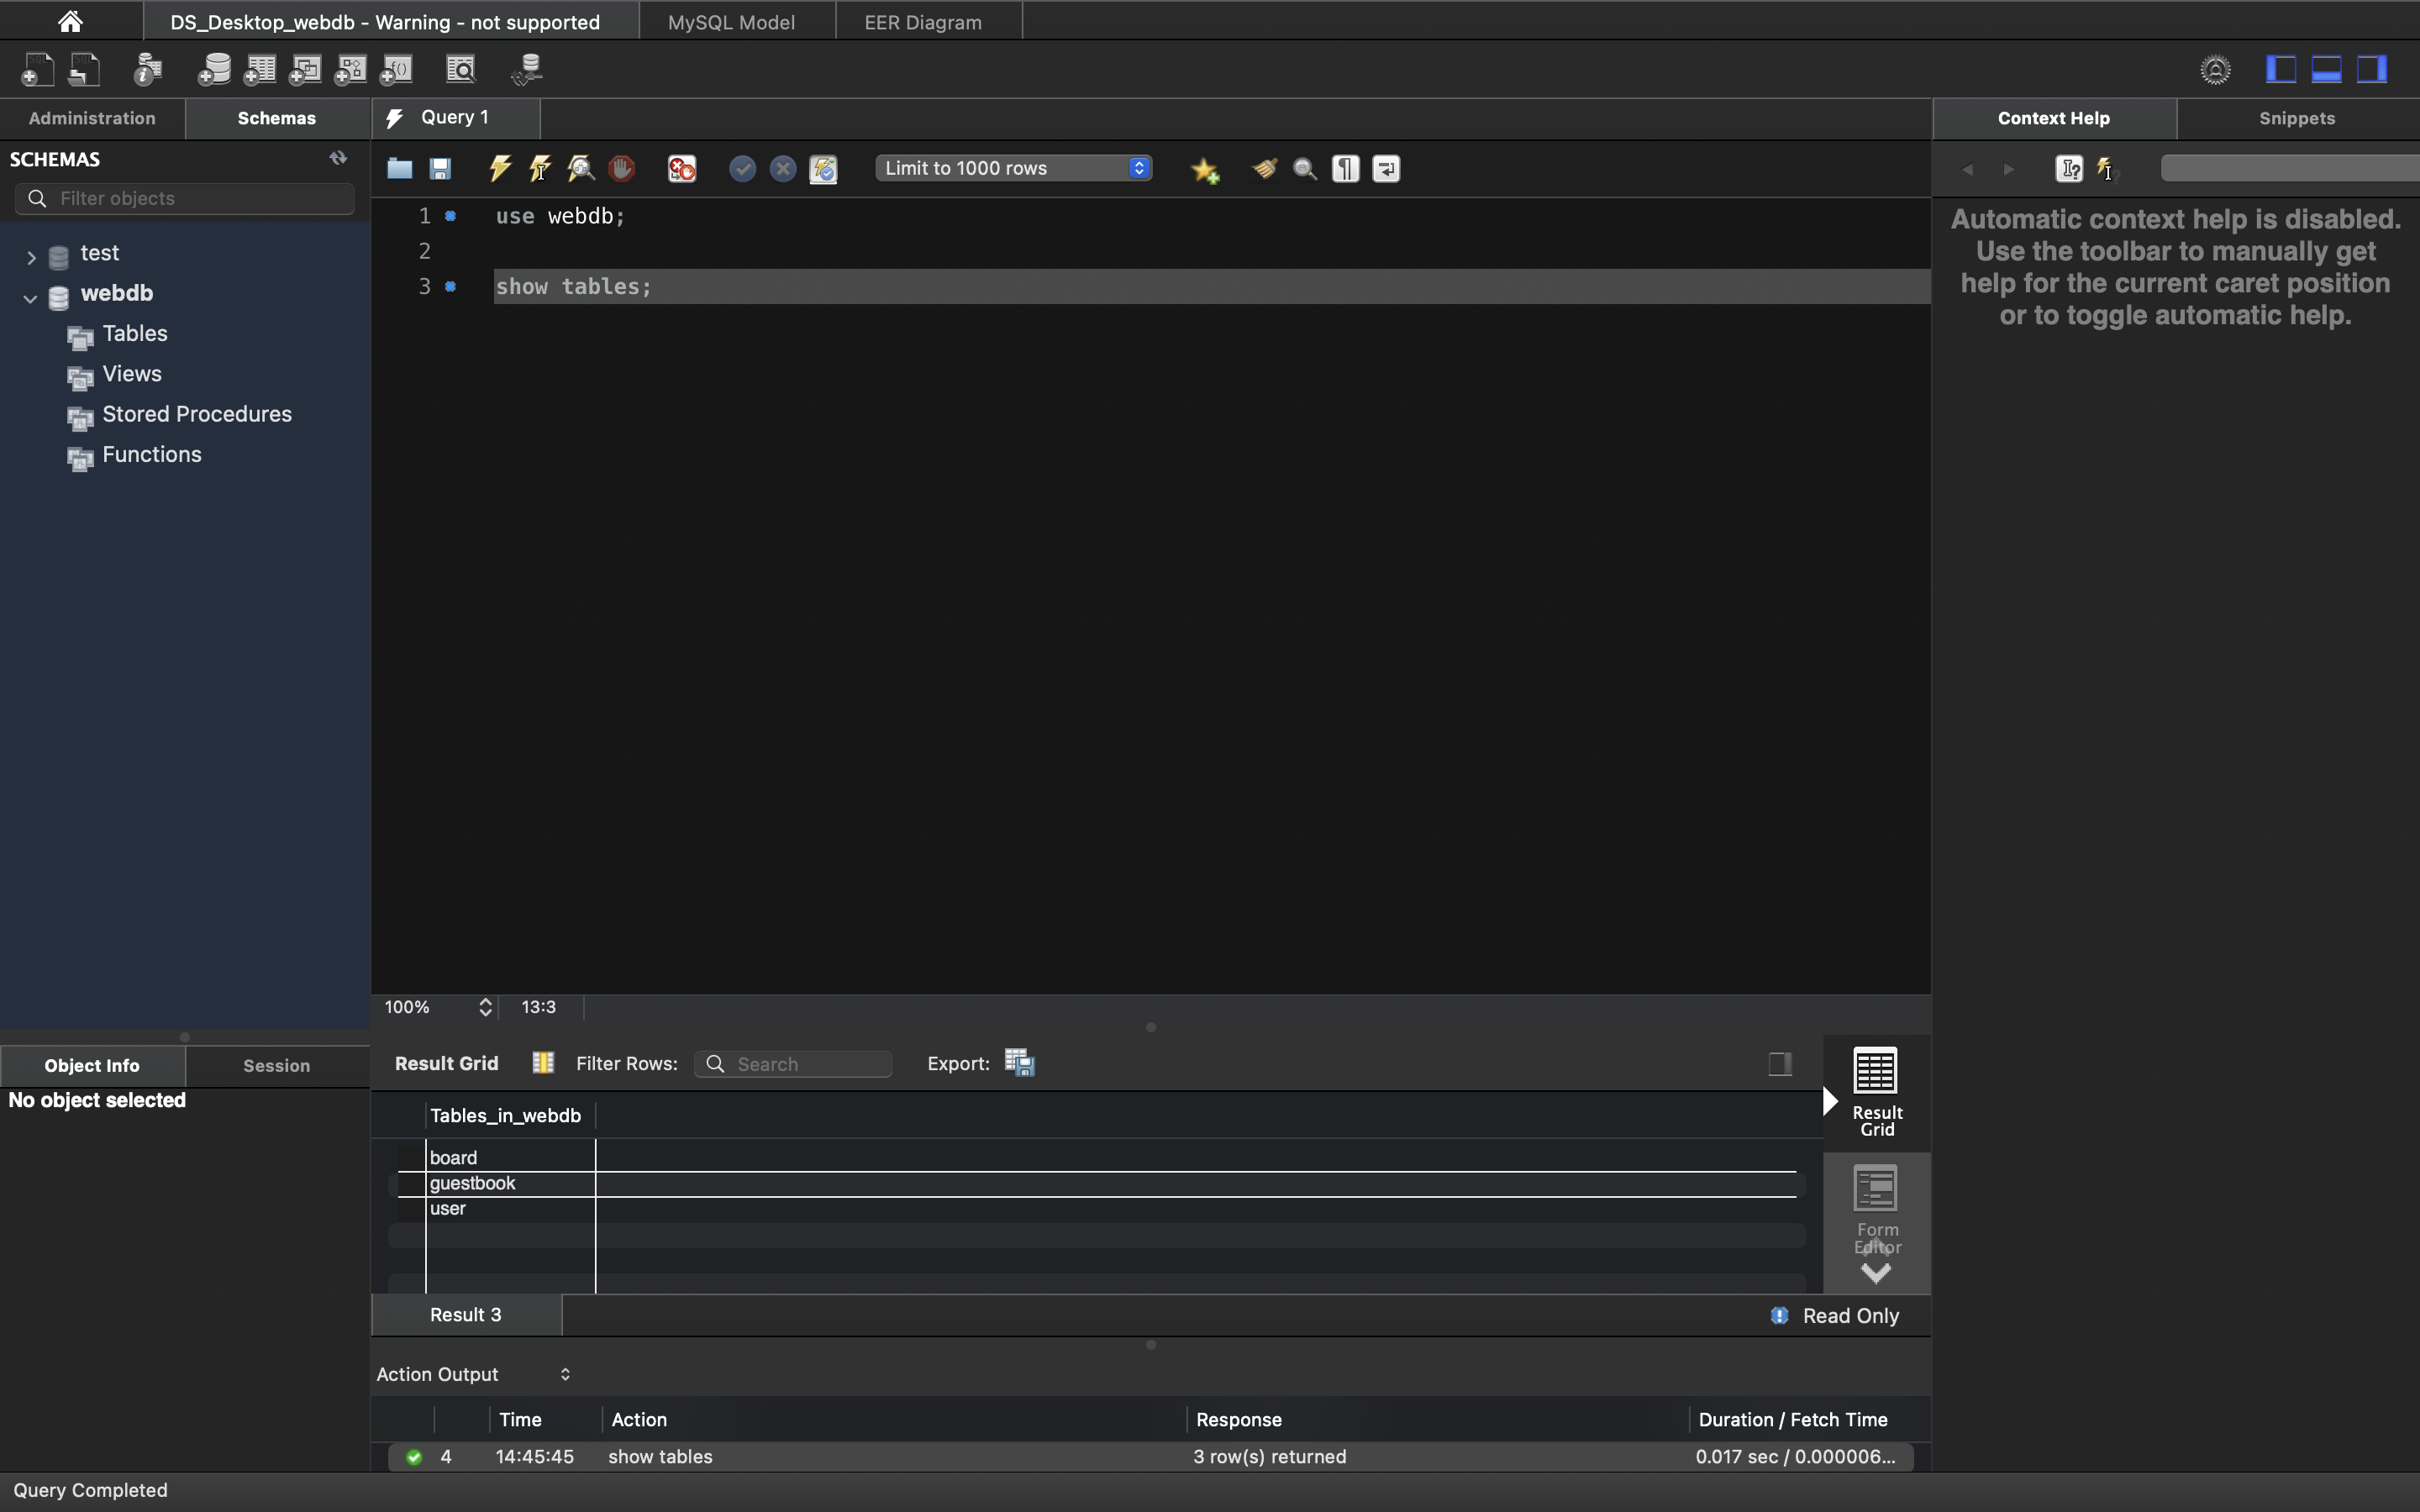 DS_Desktop_webdb - Warning - not supported
MySQL Model
EER Diagram
Administration
Schemas
Query 1
Context Help
Snippets
SCHEMAS
Filter objects
Limit to 1000 rows
test
webdb
Tables
Views
Stored Procedures
Functions
1 use webdb;
2
3 show tables;
Automatic context help is disabled.
Use the toolbar to manually get
help for the current caret position
or to toggle automatic help.
100%
13:3
Object Info
Session
No object selected
Result Grid
Filter Rows:
Search
Export:
Tables_in_webdb
board
guestbook
user
Result
Grid
Form
Editor
Result 3
Read Only
Action Output
Time Action Response Duration / Fetch Time
4 14:45:45 show tables 3 row(s) returned 0.017 sec / 0.000006...
Query Completed